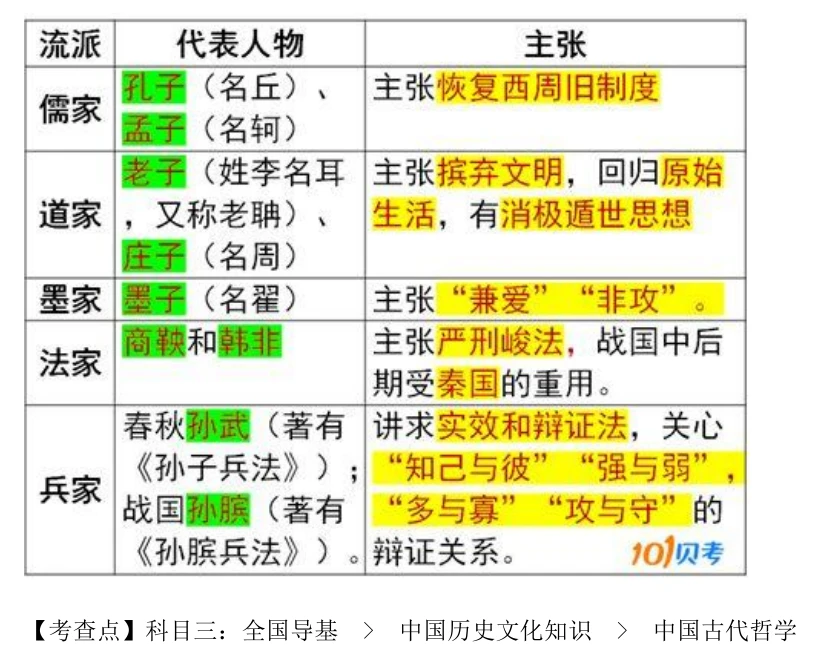 流派 代表人物 主张
儒家
孔子（名丘）、
孟子（名轲）
主张恢复西周旧制度
道家
老子（姓李名耳
，又称老聃）、
庄子（名周）
主张摈弃文明，回归原始
生活，有消极遁世思想
墨家
墨子（名翟）
主张“兼爱”“非攻”。
法家
商鞅和韩非
主张严刑峻法，战国中后
期受秦国的重用。
兵家
春秋孙武（著有
《孙子兵法》）；
战国孙膑（著有
《孙膑兵法》）。
讲求实效和辩证法，关心
“知己与彼”“强与弱”，
“多与寡”“攻与守”的
辩证关系。
101贝考
【考查点】科目三：全国导基 > 中国历史文化知识 > 中国古代哲学